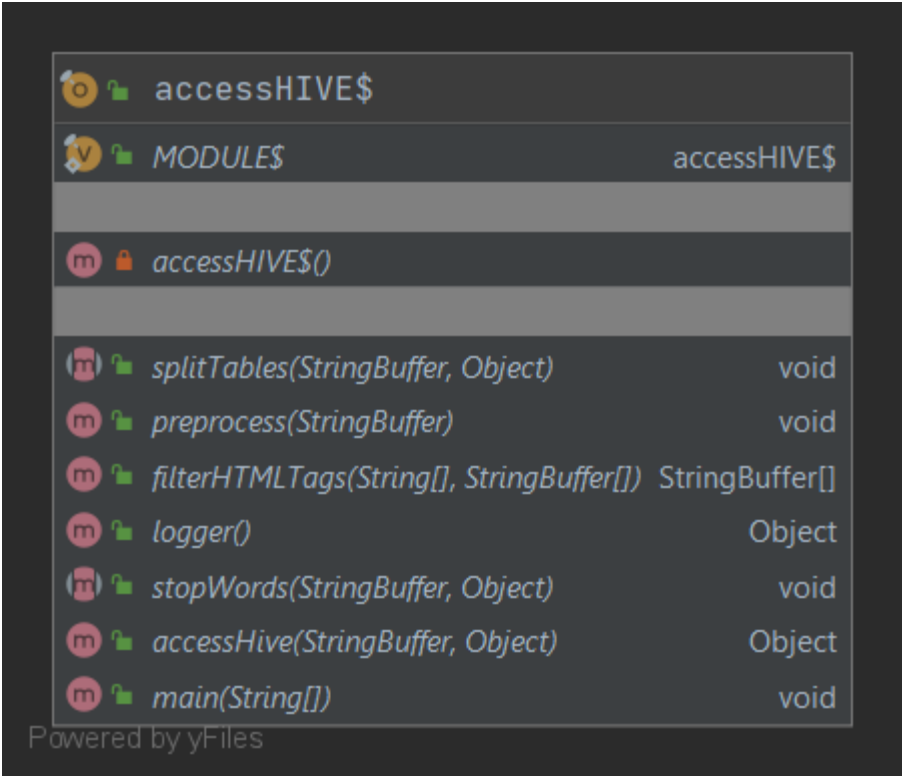 accessHIVE$
MODULE$ accessHIVE$
accessHIVE$()
splitTables(StringBuffer, Object) void
preprocess(StringBuffer) void
filterHTMLTags(String[], StringBuffer[]) StringBuffer[]
logger() Object
stopWords(StringBuffer, Object) void
accessHive(StringBuffer, Object) Object
main(String[]) void
Powered by yFiles